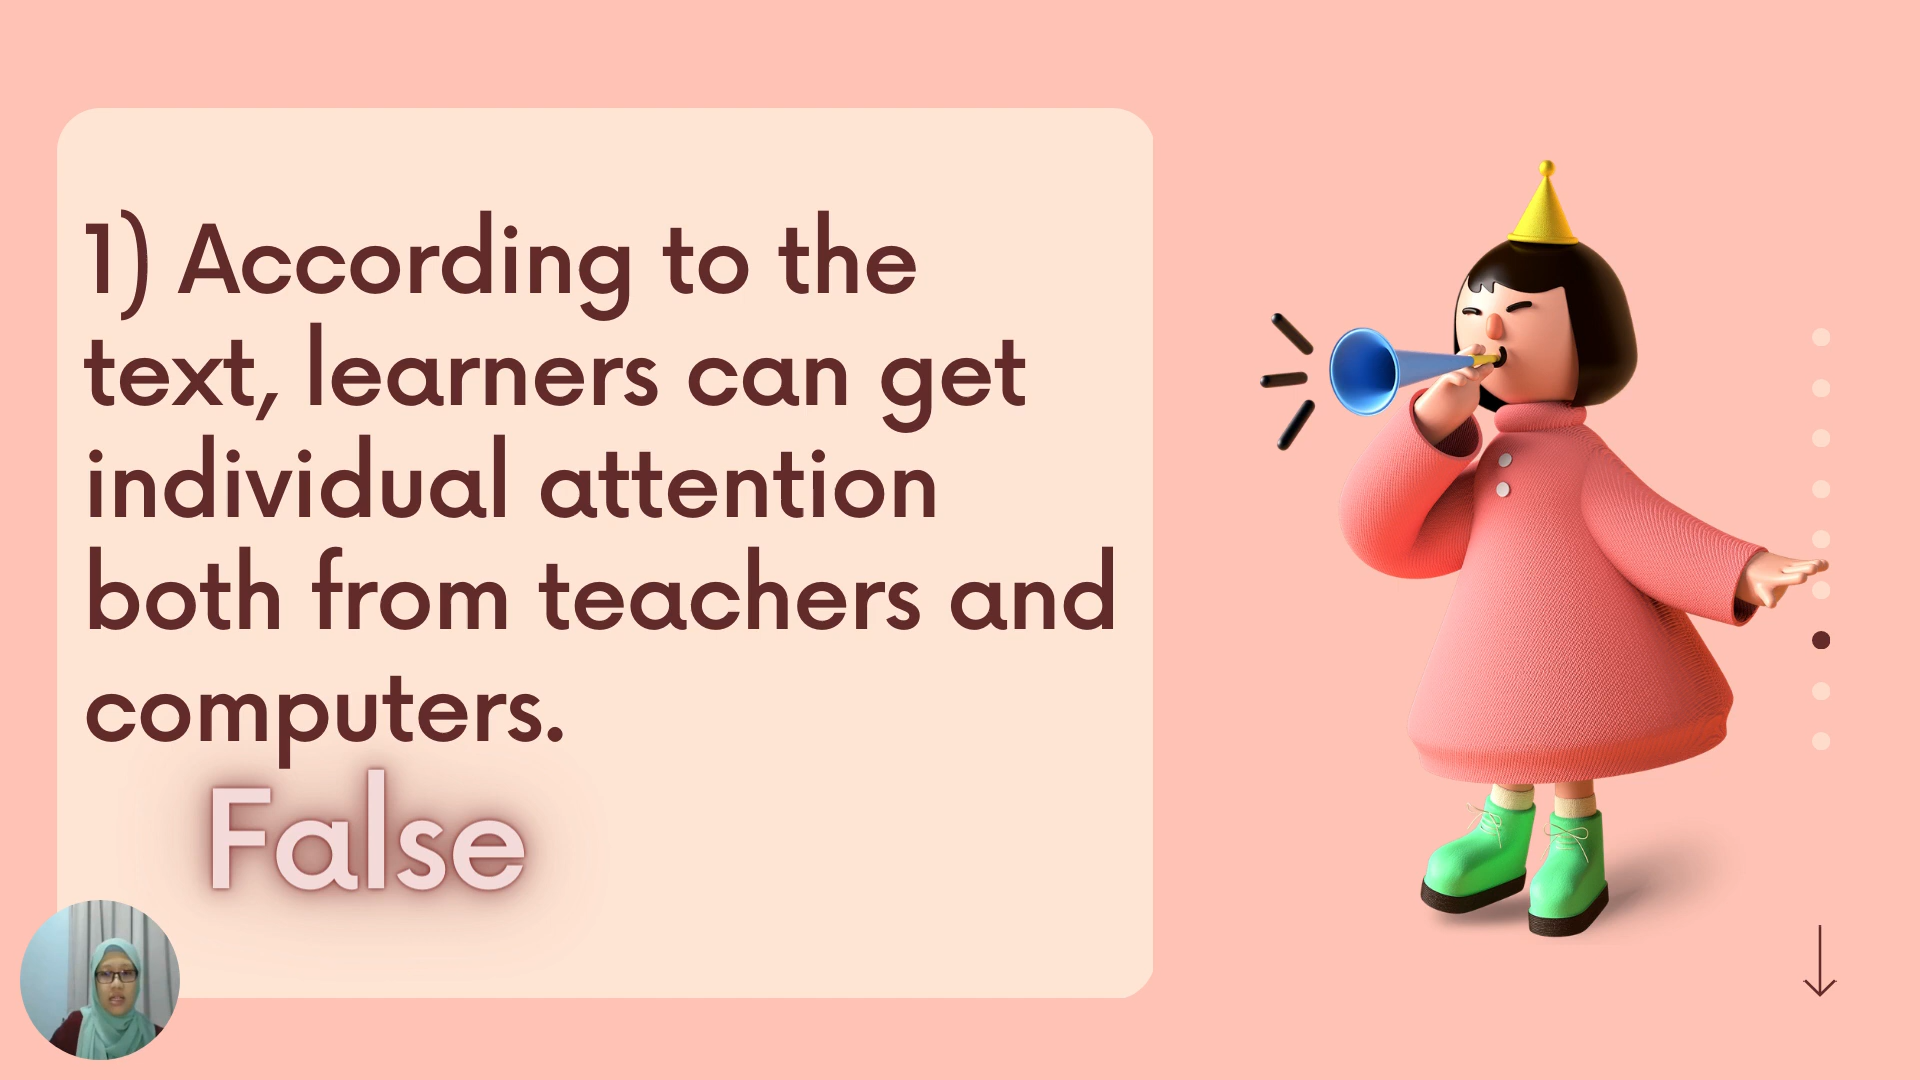 1) According to the
text, learners can get
individual attention
both from teachers and
computers.
False